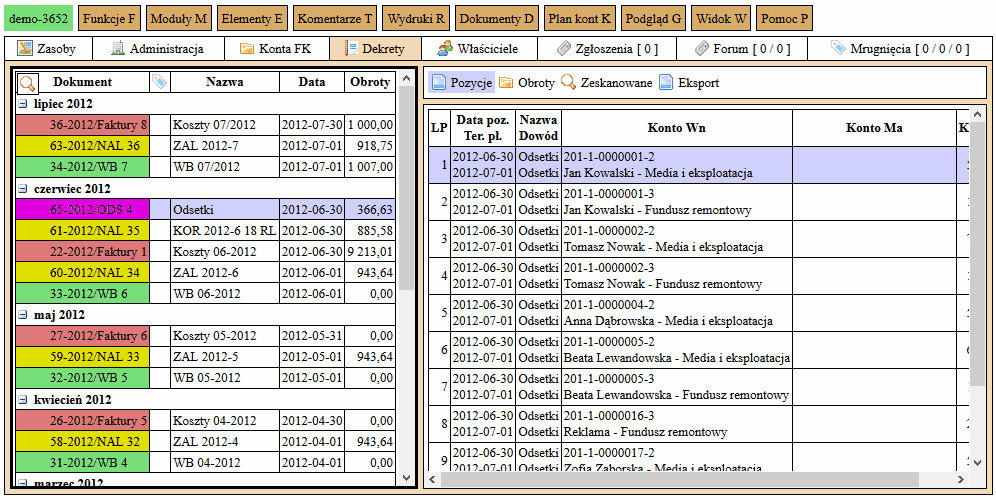 demo-3652 Funkcje F Moduły M Elementy E Komentarze T Wydruki R Dokumenty D Plan kont K Podgląd G Widok W Pomoc P
Zasoby Administracja Konta FK Dekrety Właściciele Zgłoszenia [ 0 ] Forum [ 0 / 0 ] Mrugnięcia [ 0 / 0 / 0 ]
Dokument Nazwa Data Obroty
lipiec 2012
36-2012/Faktury 8 Koszty 07/2012 2012-07-30 1 000,00
63-2012/NAL 36 ZAL 2012-7 2012-07-01 918,75
34-2012/WB 7 WB 07/2012 2012-07-01 1 007,00
czerwiec 2012
65-2012/ODS 4 Odsetki 2012-06-30 366,63
61-2012/NAL 35 KOR 2012-6 18 RL 2012-06-30 885,58
22-2012/Faktury 1 Koszty 06-2012 2012-06-30 9 213,01
60-2012/NAL 34 ZAL 2012-6 2012-06-01 943,64
33-2012/WB 6 WB 06-2012 2012-06-01 0,00
maj 2012
27-2012/Faktury 6 Koszty 05-2012 2012-05-31 0,00
59-2012/NAL 33 ZAL 2012-5 2012-05-01 943,64
32-2012/WB 5 WB 05-2012 2012-05-01 0,00
kwiecień 2012
26-2012/Faktury 5 Koszty 04-2012 2012-04-30 0,00
58-2012/NAL 32 ZAL 2012-4 2012-04-01 943,64
31-2012/WB 4 WB 04-2012 2012-04-01 0,00
marzec 2012
Pozycje Obroty Zeskanowane Eksport
LP Data poz. Nazwa Konto Wn Konto Ma K
Ter. pł. Dowód
1 2012-06-30 Odsetki 201-1-0000001-2
2012-07-01 Odsetki Jan Kowalski - Media i eksploatacja
2 2012-06-30 Odsetki 201-1-0000001-3
2012-07-01 Odsetki Jan Kowalski - Fundusz remontowy
3 2012-06-30 Odsetki 201-1-0000002-2
2012-07-01 Odsetki Tomasz Nowak - Media i eksploatacja
4 2012-06-30 Odsetki 201-1-0000002-3
2012-07-01 Odsetki Tomasz Nowak - Fundusz remontowy
5 2012-06-30 Odsetki 201-1-0000004-2
2012-07-01 Odsetki Anna Dąbrowska - Media i eksploatacja
6 2012-06-30 Odsetki 201-1-0000005-2
2012-07-01 Odsetki Beata Lewandowska - Media i eksploatacja
7 2012-06-30 Odsetki 201-1-0000005-3
2012-07-01 Odsetki Beata Lewandowska - Fundusz remontowy
8 2012-06-30 Odsetki 201-1-0000016-3
2012-07-01 Odsetki Reklama - Fundusz remontowy
9 2012-06-30 Odsetki 201-1-0000017-2
2012-07-01 Odsetki Zofia Zaborska - Media i eksploatacja